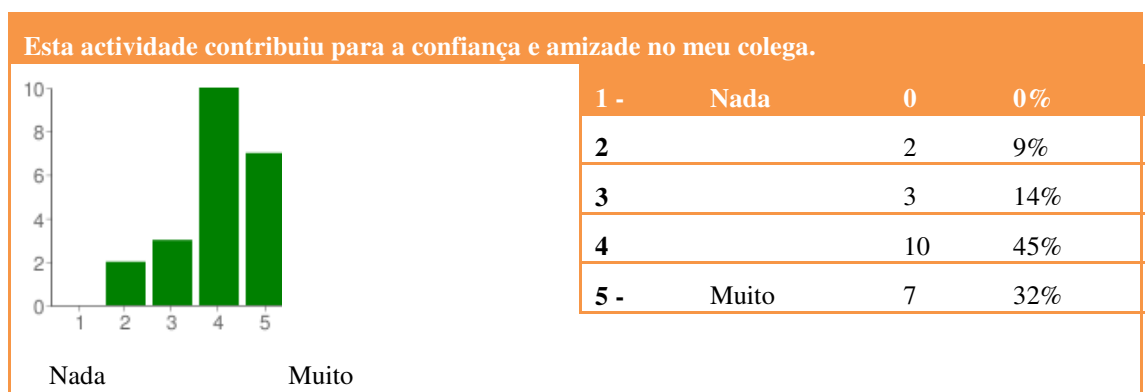 Esta actividade contribuiu para a confiança e amizade no meu colega.
10
8
6
4
2
0
1 2 3 4 5
Nada Muito
1 - Nada 0 0%
2 2 9%
3 3 14%
4 10 45%
5 - Muito 7 32%